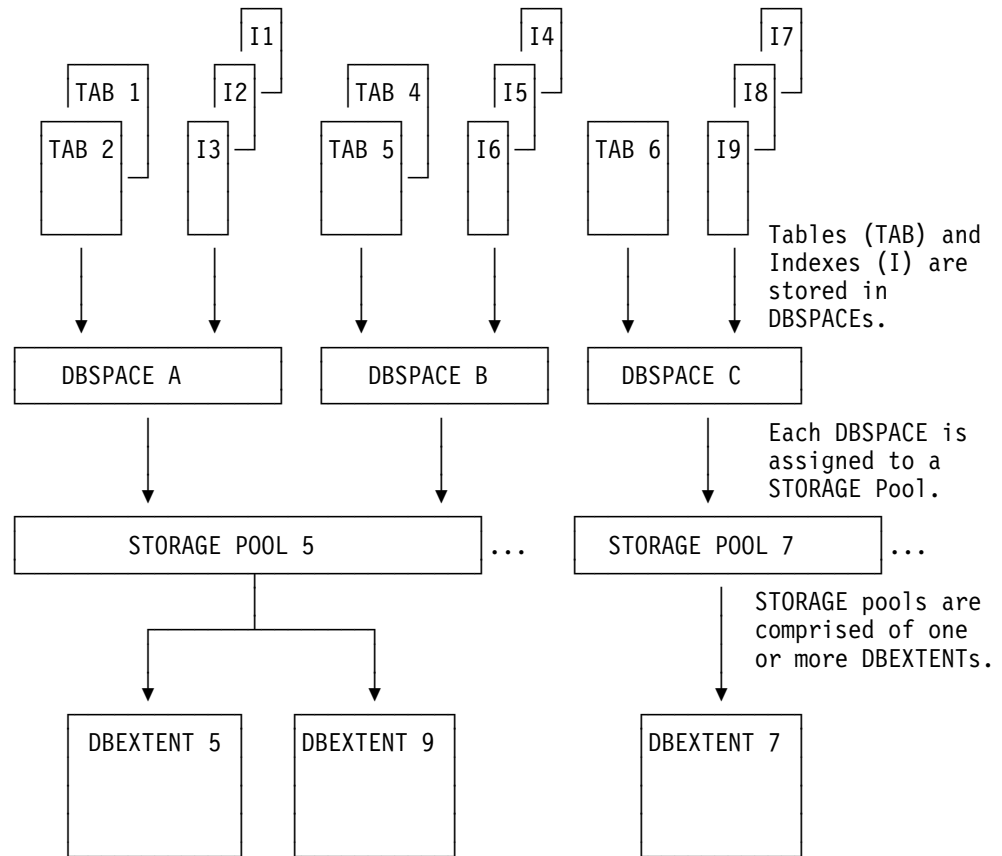 I1
I4
I7
TAB 1
I2
TAB 4
I5
I8
TAB 2
I3
TAB 5
I6
TAB 6
I9
Tables (TAB) and
Indexes (I) are
stored in
DBSPACEs.
DBSPACE A
DBSPACE B
DBSPACE C
Each DBSPACE is
assigned to a
STORAGE Pool.
STORAGE POOL 5
...
STORAGE POOL 7
...
STORAGE pools are
comprised of one
or more DBEXTENTs.
DBEXTENT 5
DBEXTENT 9
DBEXTENT 7